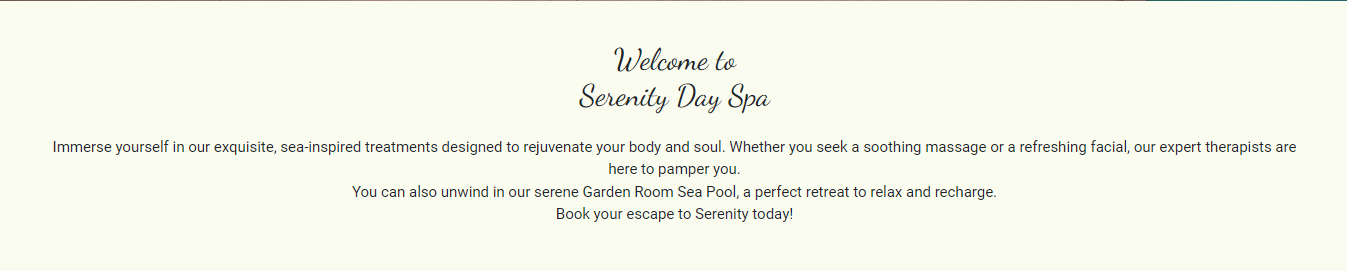 Welcome to
Serenity Day Spa
Immerse yourself in our exquisite, sea-inspired treatments designed to rejuvenate your body and soul. Whether you seek a soothing massage or a refreshing facial, our expert therapists are
here to pamper you.
You can also unwind in our serene Garden Room Sea Pool, a perfect retreat to relax and recharge.
Book your escape to Serenity today!